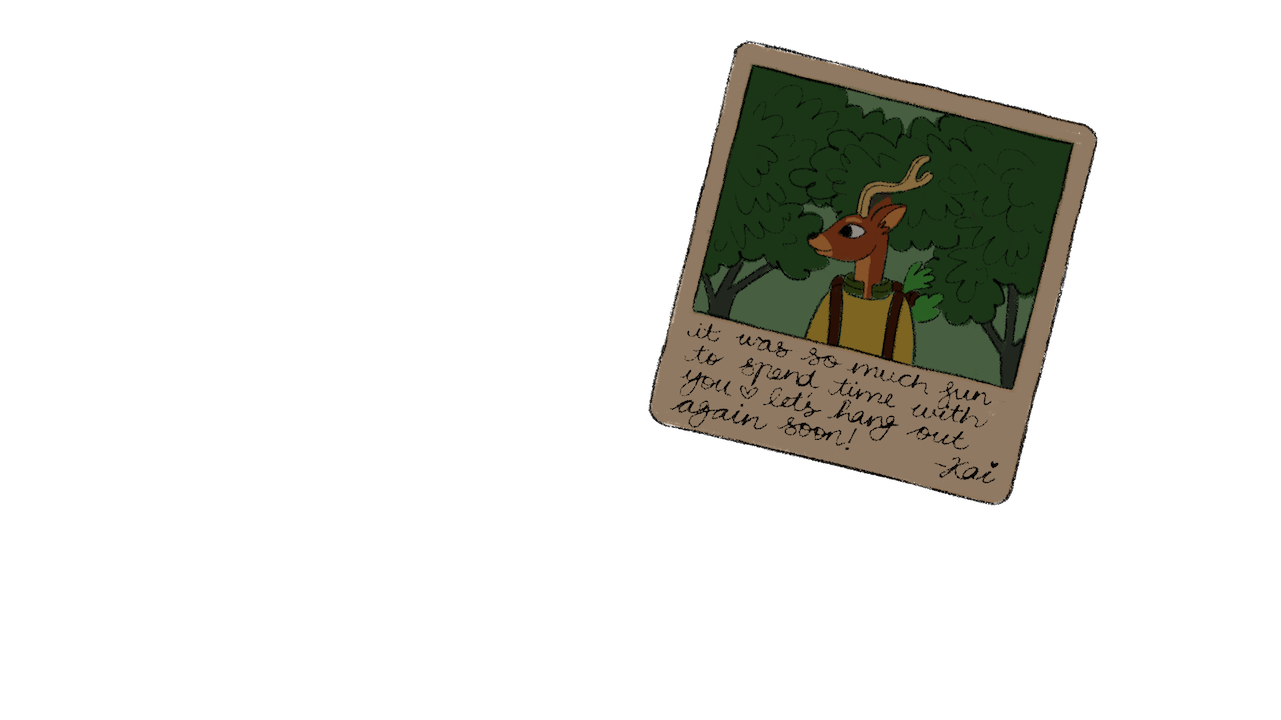 it was so much fun
to spend time with
you ♡ let's hang out
again soon!
-Kai